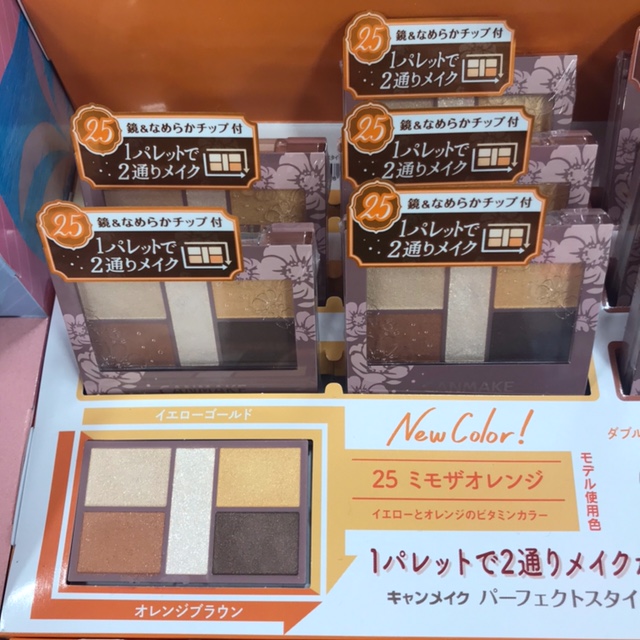 25
鏡&なめらかチップ付
1パレットで
2通りメイク
25
鏡&なめらかチップ付
1パレットで
2通りメイク
25
鏡&なめらかチップ付
1パレットで
2通りメイク
25
鏡&なめらかチップ付
1パレットで
2通りメイク
25
鏡&なめらかチップ付
1パレットで
2通りメイク
CANMAKE
CANMAKE
イエローゴールド
オレンジブラウン
New Color!
25 ミモザオレンジ
イエローとオレンジのビタミンカラー
モデル使用色
ダブル
1パレットで2通りメイク
キャンメイク パーフェクトスタイ